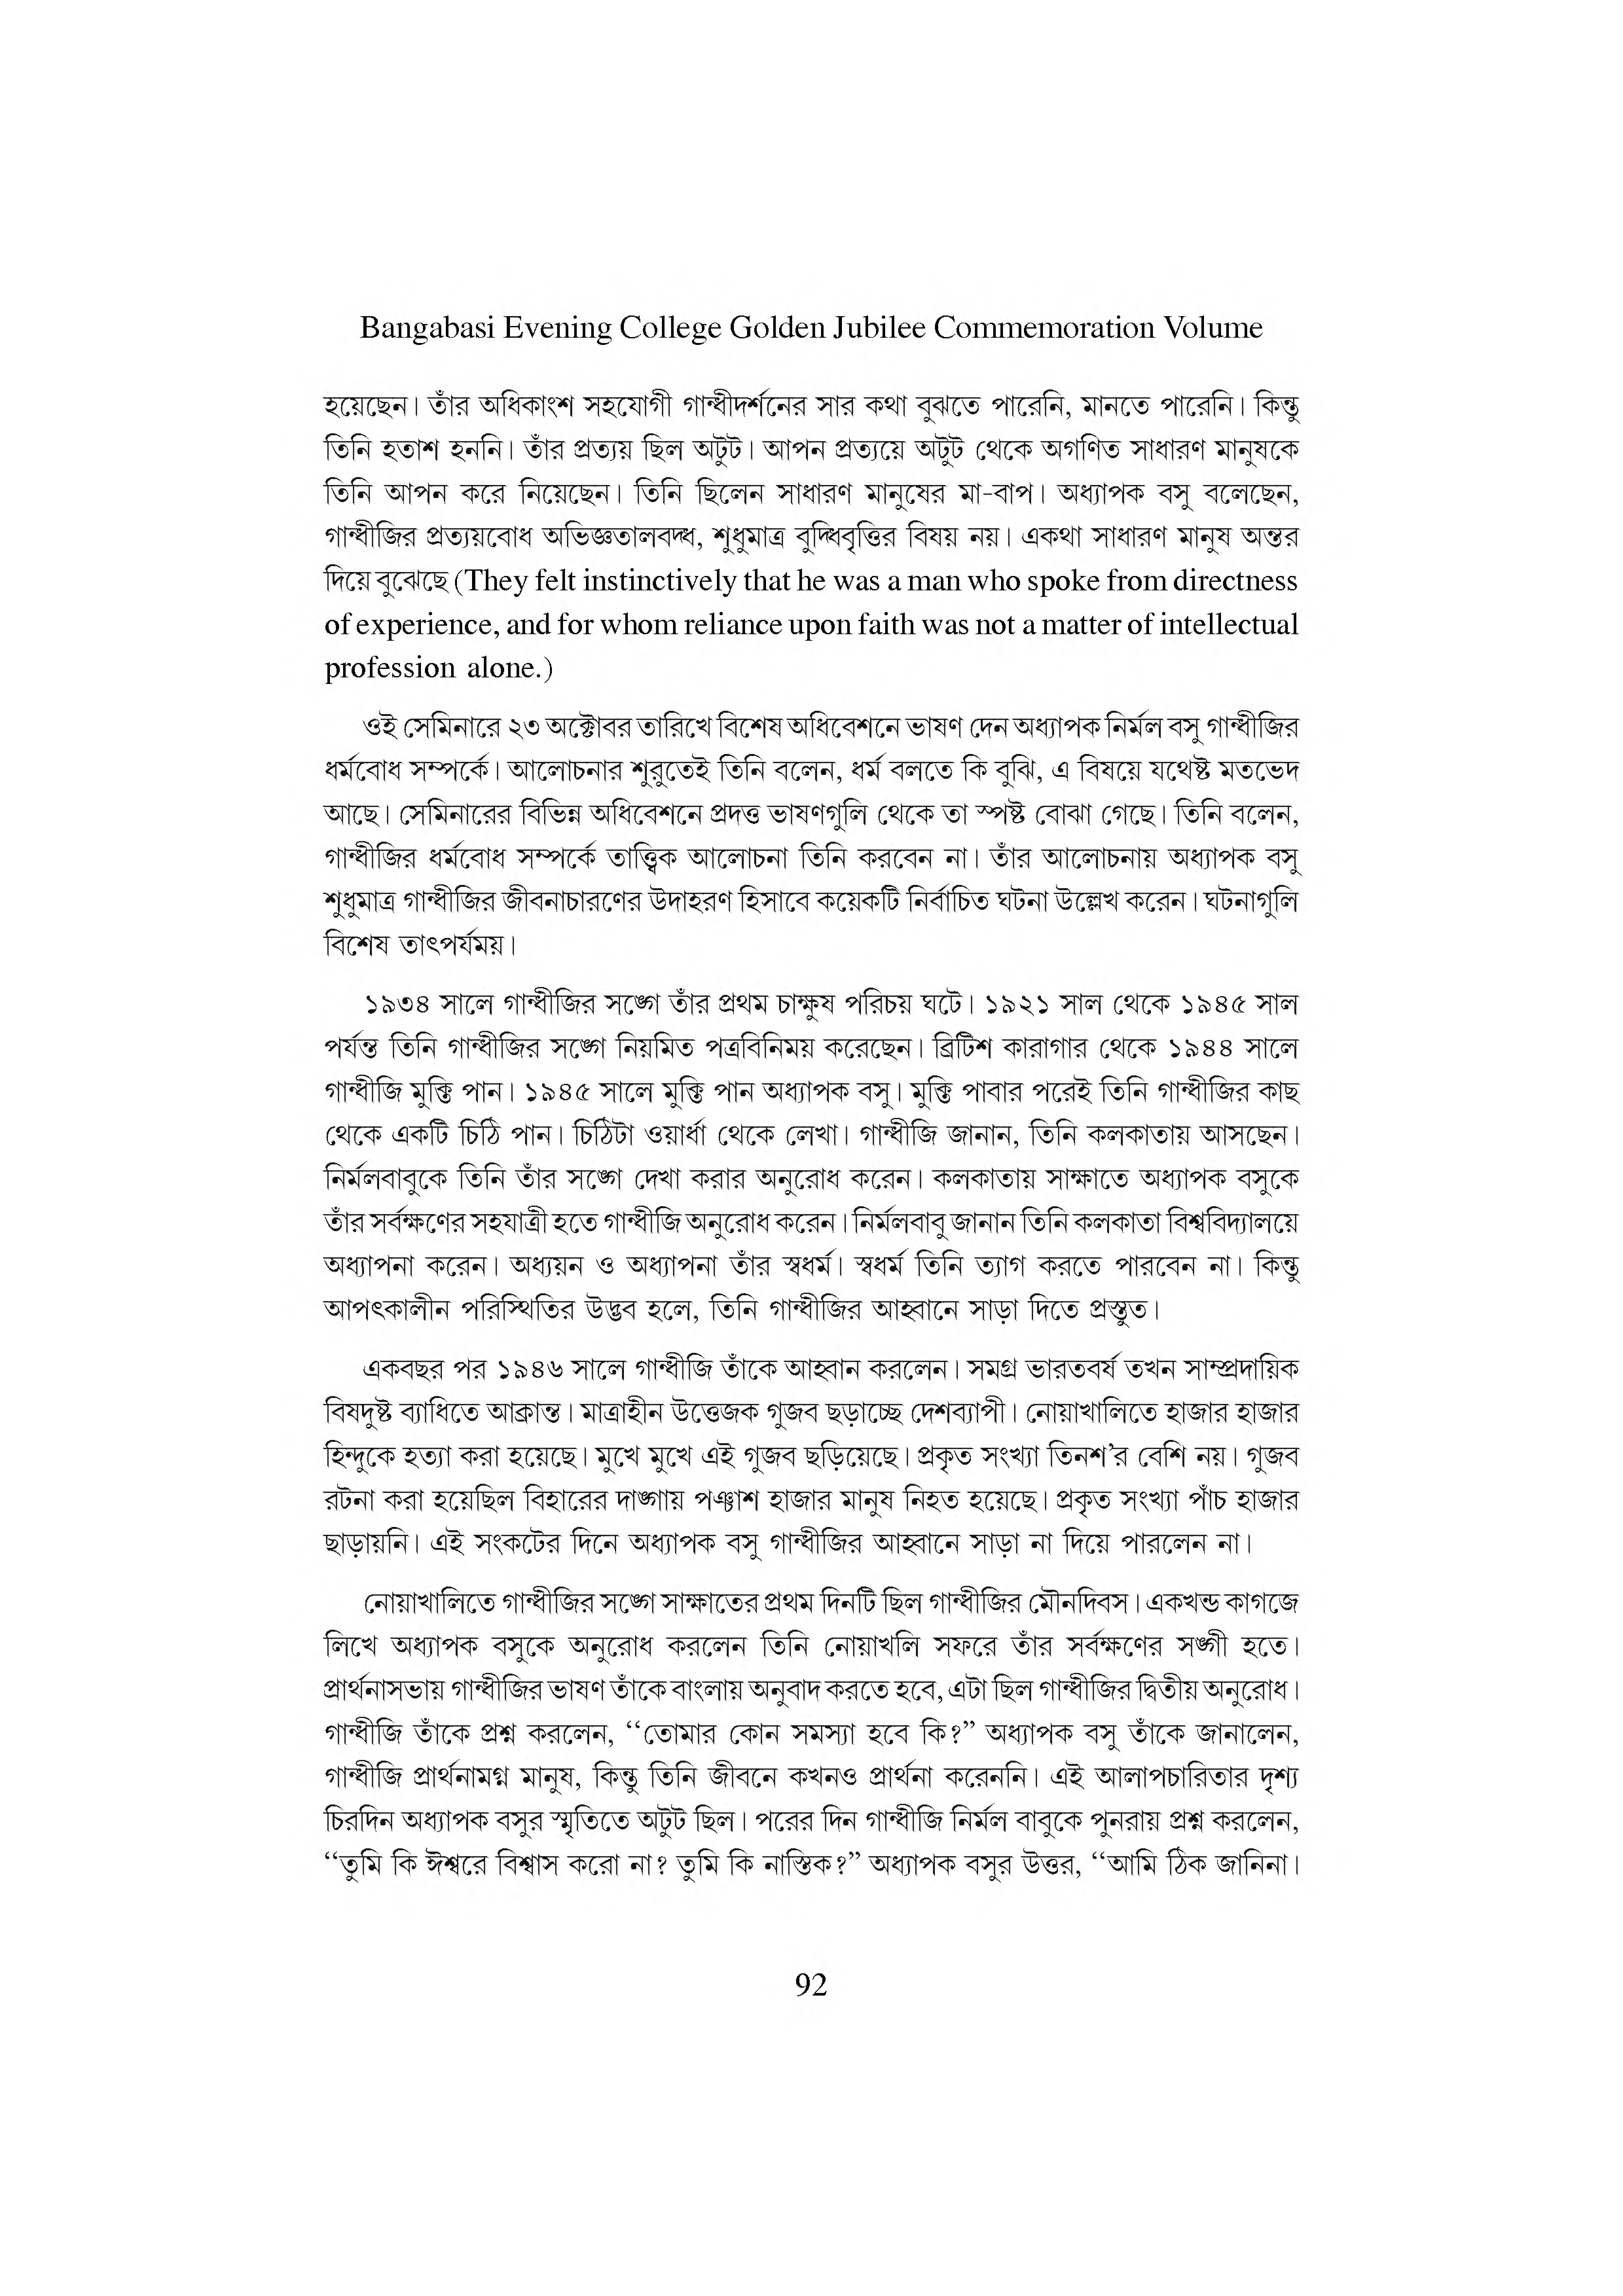 Bangabasi Evening College Golden Jubilee Commemoration Volume
হয়েছেন। তাঁর অধিকাংশ সহযোগী গান্ধীদর্শনের সার কথা বুঝতে পারেনি, মানতে পারেনি। কিন্তু
তিনি হতাশ হননি। তাঁর প্রত্যয় ছিল অটুট। আপন প্রত্যয়ে অটুট থেকে অগণিত সাধারণ মানুষকে
তিনি আপন করে নিয়েছেন। তিনি ছিলেন সাধারণ মানুষের মা-বাপ। অধ্যাপক বসু বলেছেন,
গান্ধীজির প্রত্যয়বোধ অভিজ্ঞতালবদ্ধ, শুধুমাত্র বুদ্ধিবৃত্তির বিষয় নয়। একথা সাধারণ মানুষ অন্তর
দিয়ে বুঝেছে (They felt instinctively that he was a man who spoke from directness
of experience, and for whom reliance upon faith was not a matter of intellectual
profession alone.)
ওই সেমিনারে ২৩ অক্টোবর তারিখে বিশেষ অধিবেশনে ভাষণ দেন অধ্যাপক নির্মল বসু গান্ধীজির
ধর্মবোধ সম্পর্কে। আলোচনার শুরুতেই তিনি বলেন, ধর্ম বলতে কি বুঝি, এ বিষয়ে যথেষ্ট মতভেদ
আছে। সেমিনারের বিভিন্ন অধিবেশনে প্রদত্ত ভাষণগুলি থেকে তা স্পষ্ট বোঝা গেছে। তিনি বলেন,
গান্ধীজির ধর্মবোধ সম্পর্কে তাত্ত্বিক আলোচনা তিনি করবেন না। তাঁর আলোচনায় অধ্যাপক বসু
শুধুমাত্র গান্ধীজির জীবনাচারণের উদাহরণ হিসাবে কয়েকটি নির্বাচিত ঘটনা উল্লেখ করেন। ঘটনাগুলি
বিশেষ তাৎপর্যময়।
১৯৩৪ সালে গান্ধীজির সঙ্গে তাঁর প্রথম চাক্ষুষ পরিচয় ঘটে। ১৯২১ সাল থেকে ১৯৪৫ সাল
পর্যন্ত তিনি গান্ধীজির সঙ্গে নিয়মিত পত্রবিনিময় করেছেন। ব্রিটিশ কারাগার থেকে ১৯৪৪ সালে
গান্ধীজি মুক্তি পান। ১৯৪৫ সালে মুক্তি পান অধ্যাপক বসু। মুক্তি পাবার পরেই তিনি গান্ধীজির কাছ
থেকে একটি চিঠি পান। চিঠিটা ওয়ার্ধা থেকে লেখা। গান্ধীজি জানান, তিনি কলকাতায় আসছেন।
নির্মলবাবুকে তিনি তাঁর সঙ্গে দেখা করার অনুরোধ করেন। কলকাতায় সাক্ষাতে অধ্যাপক বসুকে
তাঁর সর্বক্ষণের সহযাত্রী হতে গান্ধীজি অনুরোধ করেন। নির্মলবাবু জানান তিনি কলকাতা বিশ্ববিদ্যালয়ে
অধ্যাপনা করেন। অধ্যয়ন ও অধ্যাপনা তাঁর স্বধর্ম। স্বধর্ম তিনি ত্যাগ করতে পারবেন না। কিন্তু
আপৎকালীন পরিস্থিতির উদ্ভব হলে, তিনি গান্ধীজির আহ্বানে সাড়া দিতে প্রস্তুত।
একবছর পর ১৯৪৬ সালে গান্ধীজি তাঁকে আহ্বান করলেন। সমগ্র ভারতবর্ষ তখন সাম্প্রদায়িক
বিষদুষ্ট ব্যাধিতে আক্রান্ত। মাত্রাহীন উত্তেজক গুজব ছড়াচ্ছে দেশব্যাপী। নোয়াখালিতে হাজার হাজার
হিন্দুকে হত্যা করা হয়েছে। মুখে মুখে এই গুজব ছড়িয়েছে। প্রকৃত সংখ্যা তিনশ’র বেশি নয়। গুজব
রটনা করা হয়েছিল বিহারের দাঙ্গায় পঞ্চাশ হাজার মানুষ নিহত হয়েছে। প্রকৃত সংখ্যা পাঁচ হাজার
ছাড়ায়নি। এই সংকটের দিনে অধ্যাপক বসু গান্ধীজির আহ্বানে সাড়া না দিয়ে পারলেন না।
নোয়াখালিতে গান্ধীজির সঙ্গে সাক্ষাতের প্রথম দিনটি ছিল গান্ধীজির মৌনদিবস। একখন্ড কাগজে
লিখে অধ্যাপক বসুকে অনুরোধ করলেন তিনি নোয়াখলি সফরে তাঁর সর্বক্ষণের সঙ্গী হতে।
প্রার্থনাসভায় গান্ধীজির ভাষণ তাঁকে বাংলায় অনুবাদ করতে হবে, এটা ছিল গান্ধীজির দ্বিতীয় অনুরোধ।
গান্ধীজি তাঁকে প্রশ্ন করলেন, “তোমার কোন সমস্যা হবে কি?” অধ্যাপক বসু তাঁকে জানালেন,
গান্ধীজি প্রার্থনামগ্ন মানুষ, কিন্তু তিনি জীবনে কখনও প্রার্থনা করেননি। এই আলাপচারিতার দৃশ্য
চিরদিন অধ্যাপক বসুর স্মৃতিতে অটুট ছিল। পরের দিন গান্ধীজি নির্মল বাবুকে পুনরায় প্রশ্ন করলেন,
“তুমি কি ঈশ্বরে বিশ্বাস করো না? তুমি কি নাস্তিক?” অধ্যাপক বসুর উত্তর, “আমি ঠিক জানিনা।
92